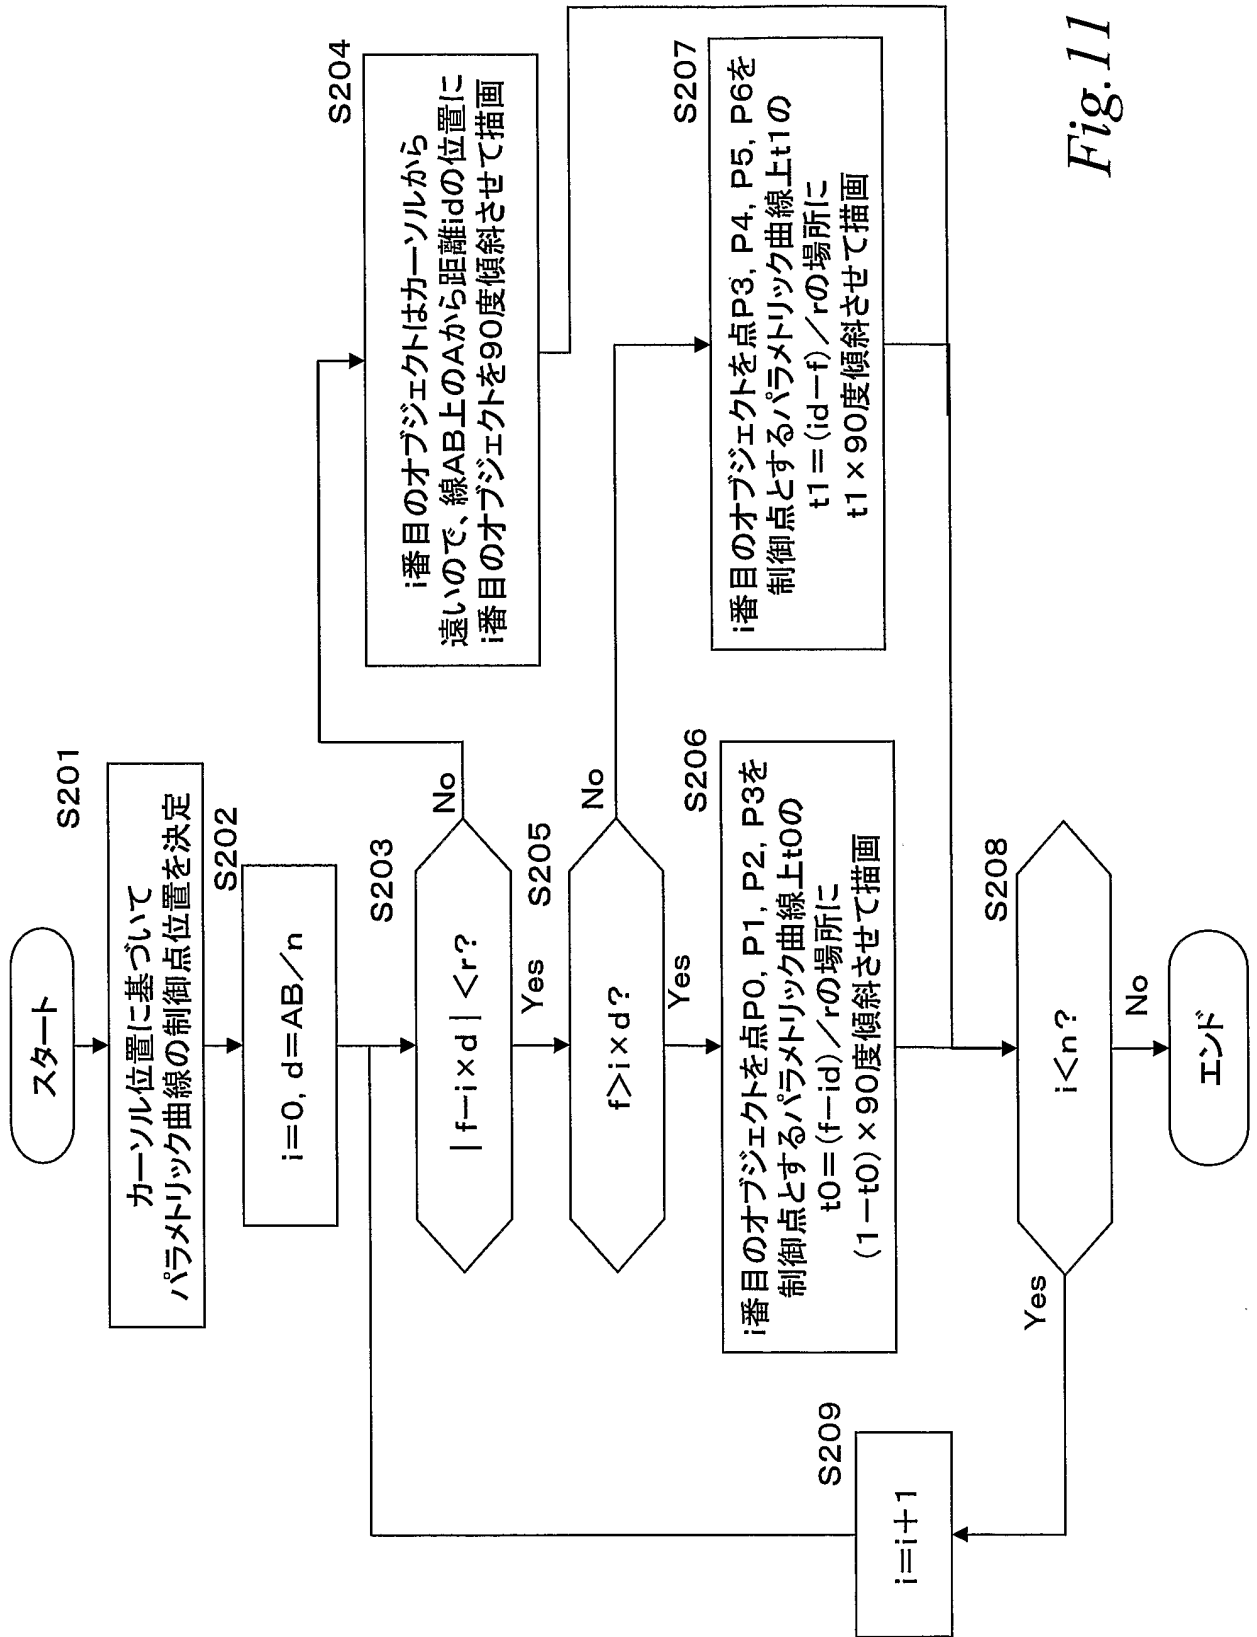 スタート
S201
カーソル位置に基づいて
パラメトリック曲線の制御点位置を決定
S202
i=0, d=AB／n
S203
|f−i×d|<r?
No
Yes
S204
i番目のオブジェクトはカーソルから
遠いので、線AB上のAから距離idの位置に
i番目のオブジェクトを90度傾斜させて描画
S205
f>i×d?
No
Yes
S206
i番目のオブジェクトを点P0, P1, P2, P3を
制御点とするパラメトリック曲線上t0の
t0=(f−id)／rの場所に
(1−t0)×90度傾斜させて描画
S207
i番目のオブジェクトを点P3, P4, P5, P6を
制御点とするパラメトリック曲線上t1の
t1=(id−f)／rの場所に
t1×90度傾斜させて描画
S208
i<n?
Yes
No
S209
i=i+1
エンド
Fig.11